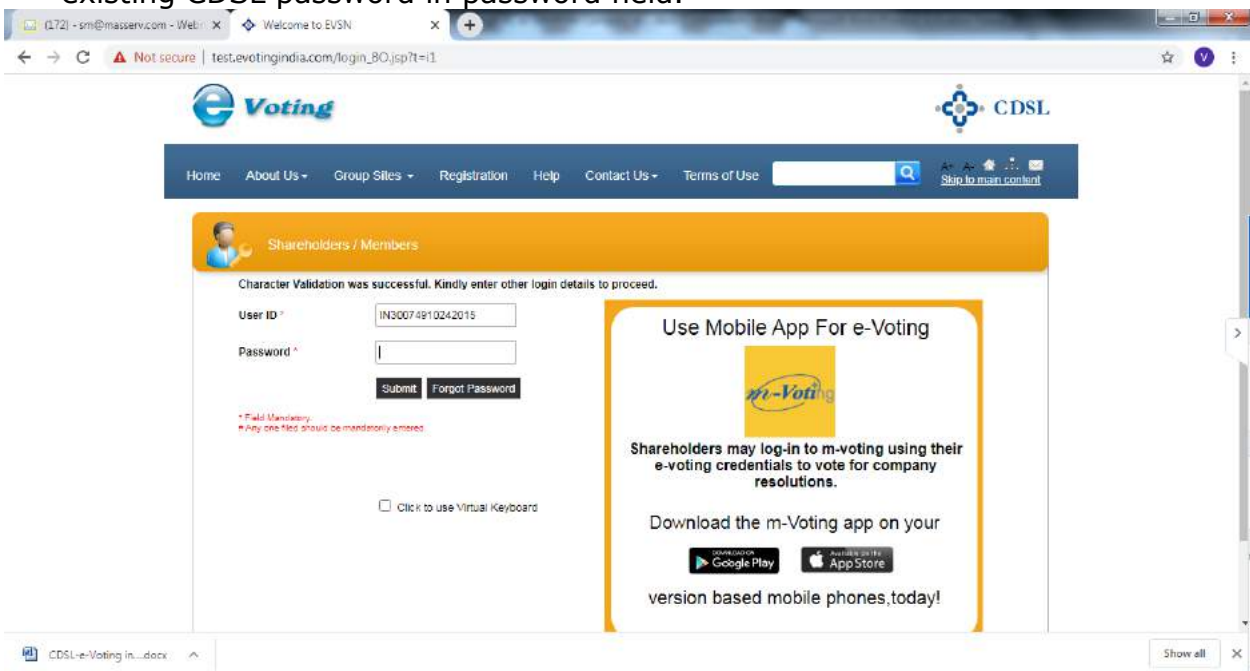 existing CDSL password in password field.
(172) - sm@masserv.com - Web
Welcome to EVSN
Not secure | test.evotingindia.com/login_BO.jsp?t=i1
V
e Voting
CDSL
Home About Us Group Sites Registration Help Contact Us Terms of Use
A+ A-
Skip to main content
Shareholders / Members
Character Validation was successful. Kindly enter other login details to proceed.
User ID *
IN30074910242015
Password *
Submit Forgot Password
* Field Mandatory.
# Any one filed should be mandatorily entered
Click to use Virtual Keyboard
Use Mobile App For e-Voting
m-Voting
Shareholders may log-in to m-voting using their
e-voting credentials to vote for company
resolutions.
Download the m-Voting app on your
DOWNLOAD ON
Google Play
Available on the
App Store
version based mobile phones,today!
CDSL-e-Voting in....docx
Show all